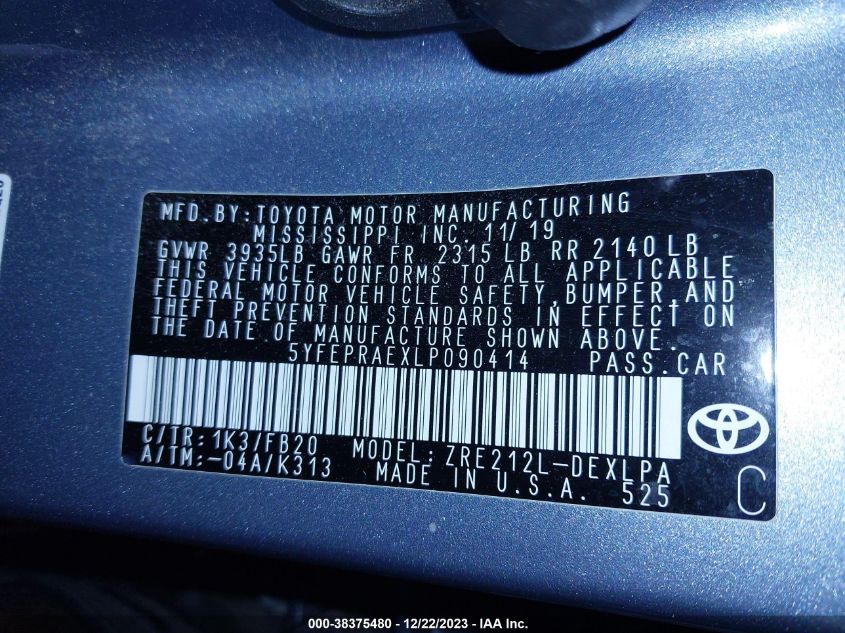 MFD.BY:TOYOTA MOTOR MANUFACTURING
MISSISSIPPI INC. 11/19
GVWR 3935LB GAWR FR 2315 LB RR 2140LB
THIS VEHICLE CONFORMS TO ALL APPLICABLE
FEDERAL MOTOR VEHICLE SAFETY,BUMPER,AND
THEFT PREVENTION STANDARDS IN EFFECT ON
THE DATE OF MANUFACTURE SHOWN ABOVE.
5YFEPRAEXLP090414 PASS.CAR
C/TR:1K3/FB20 MODEL:ZRE212L-DEXLPA
A/TM:-04A/K313 MADE IN U.S.A. 525
C
000-38375480 - 12/22/2023 - IAA Inc.